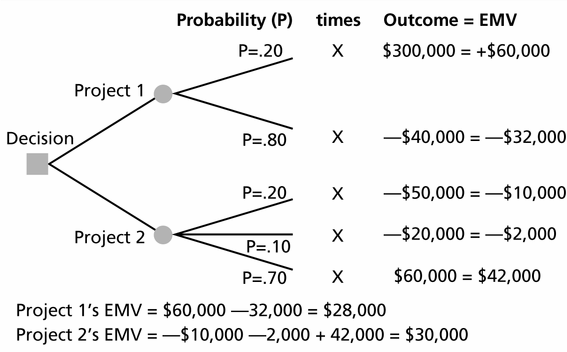 Probability (P) times Outcome = EMV
P=.20 X $300,000 = +$60,000
Project 1
P=.80 X —$40,000 = —$32,000
Decision
P=.20 X —$50,000 = —$10,000
Project 2
P=.10 X —$20,000 = —$2,000
P=.70 X $60,000 = $42,000
Project 1’s EMV = $60,000 —32,000 = $28,000
Project 2’s EMV = —$10,000 —2,000 + 42,000 = $30,000